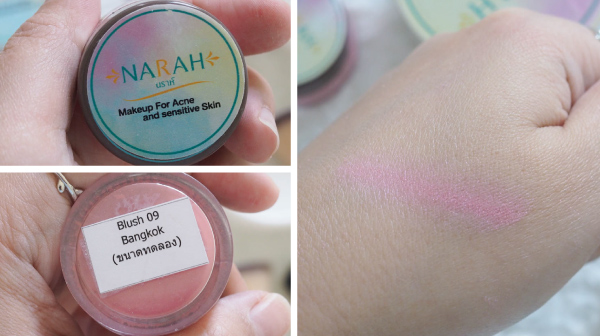 NARAH
นราห์
Makeup For Acne
and sensitive Skin
Blush 09
Bangkok
(ขนาดทดลอง)